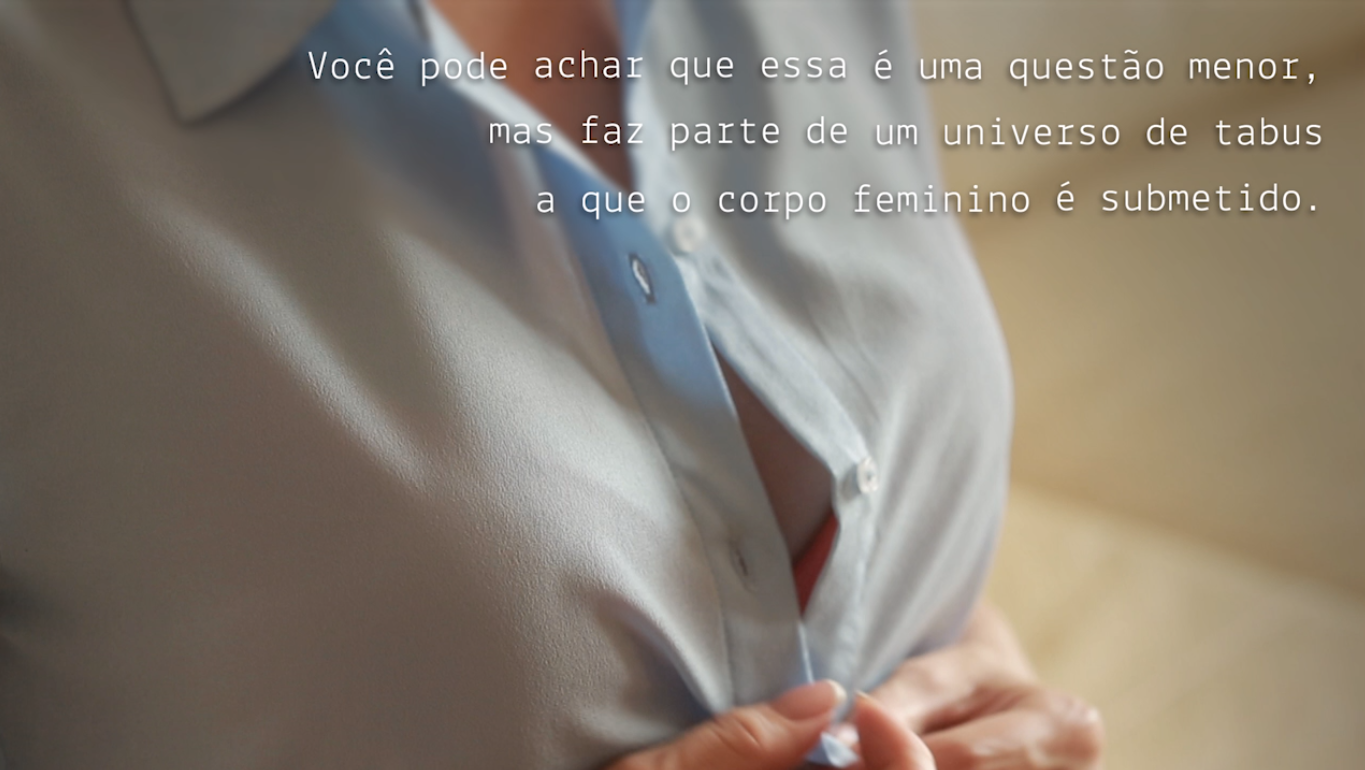 Você pode achar que essa é uma questão menor,
mas faz parte de um universo de tabus
a que o corpo feminino é submetido.